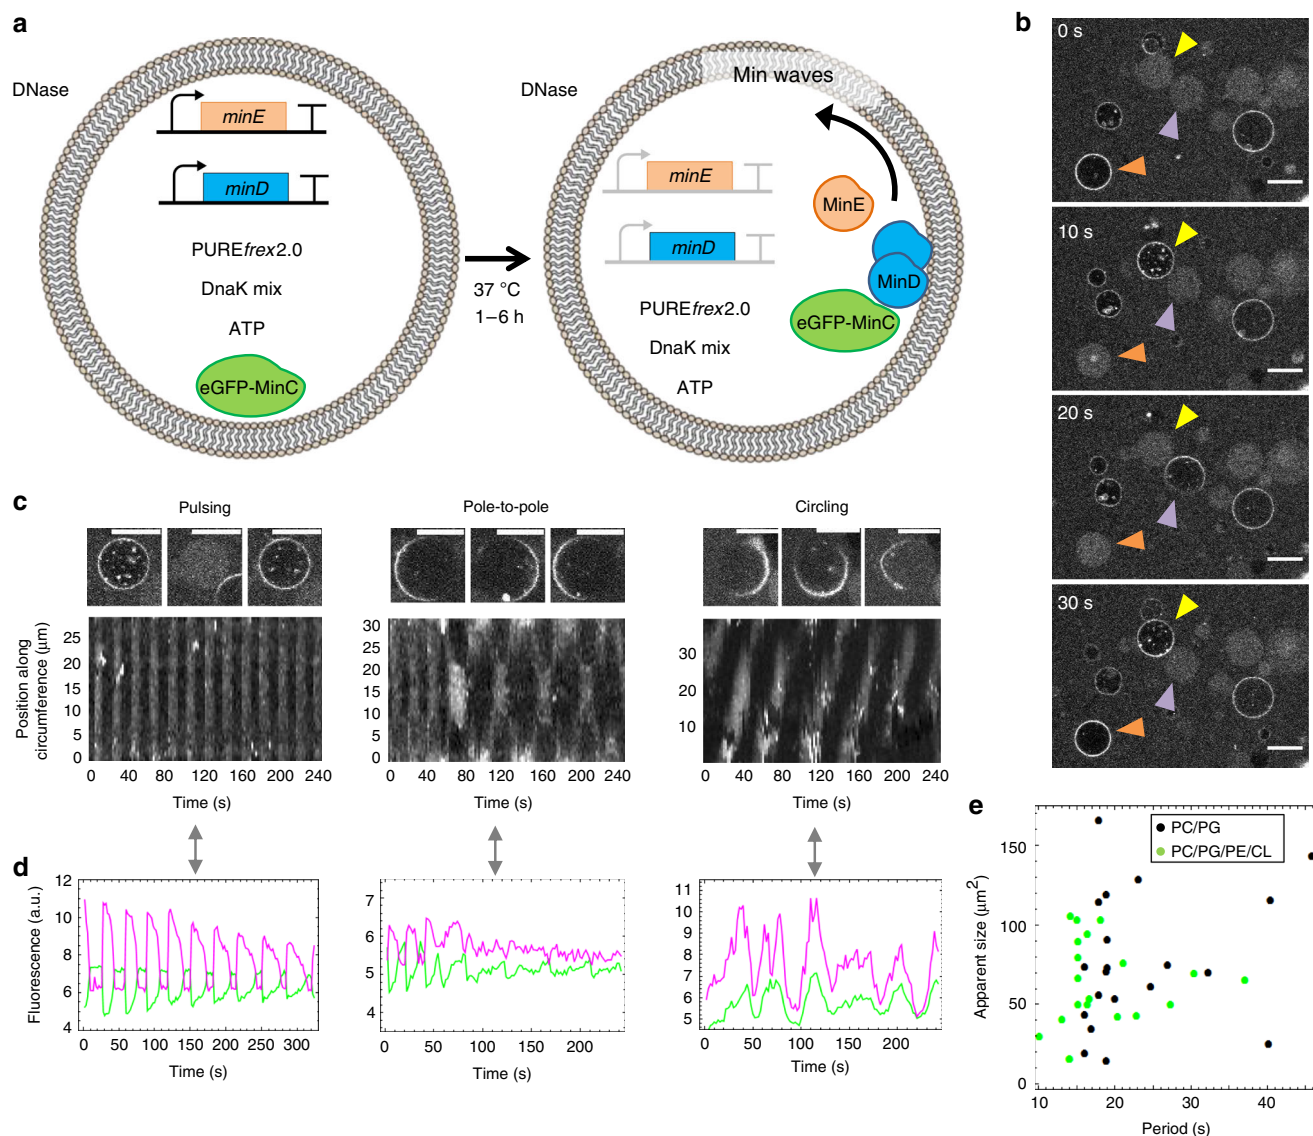 a
DNase
minE
minD
PUREfrex2.0
DnaK mix
ATP
eGFP-MinC
37 °C
1–6 h
DNase
Min waves
minE
minD
MinE
MinD
eGFP-MinC
PUREfrex2.0
DnaK mix
ATP
b
0 s
10 s
20 s
30 s
c
Pulsing
Pole-to-pole
Circling
Position along
circumference (µm)
25
20
15
10
5
0
0 40 80 120 160 200 240
Time (s)
30
25
20
15
10
5
0
0 40 80 120 160 200 240
Time (s)
30
20
10
0 40 80 120 160 200 240
Time (s)
d
Fluorescence (a.u.)
12
10
8
6
4
0 50 100 150 200 250 300
Time (s)
7
6
5
4
0 50 100 150 200
Time (s)
11
10
9
8
7
6
5
0 50 100 150 200
Time (s)
e
PC/PG
PC/PG/PE/CL
Apparent size (µm2)
150
100
50
0
10 20 30 40
Period (s)